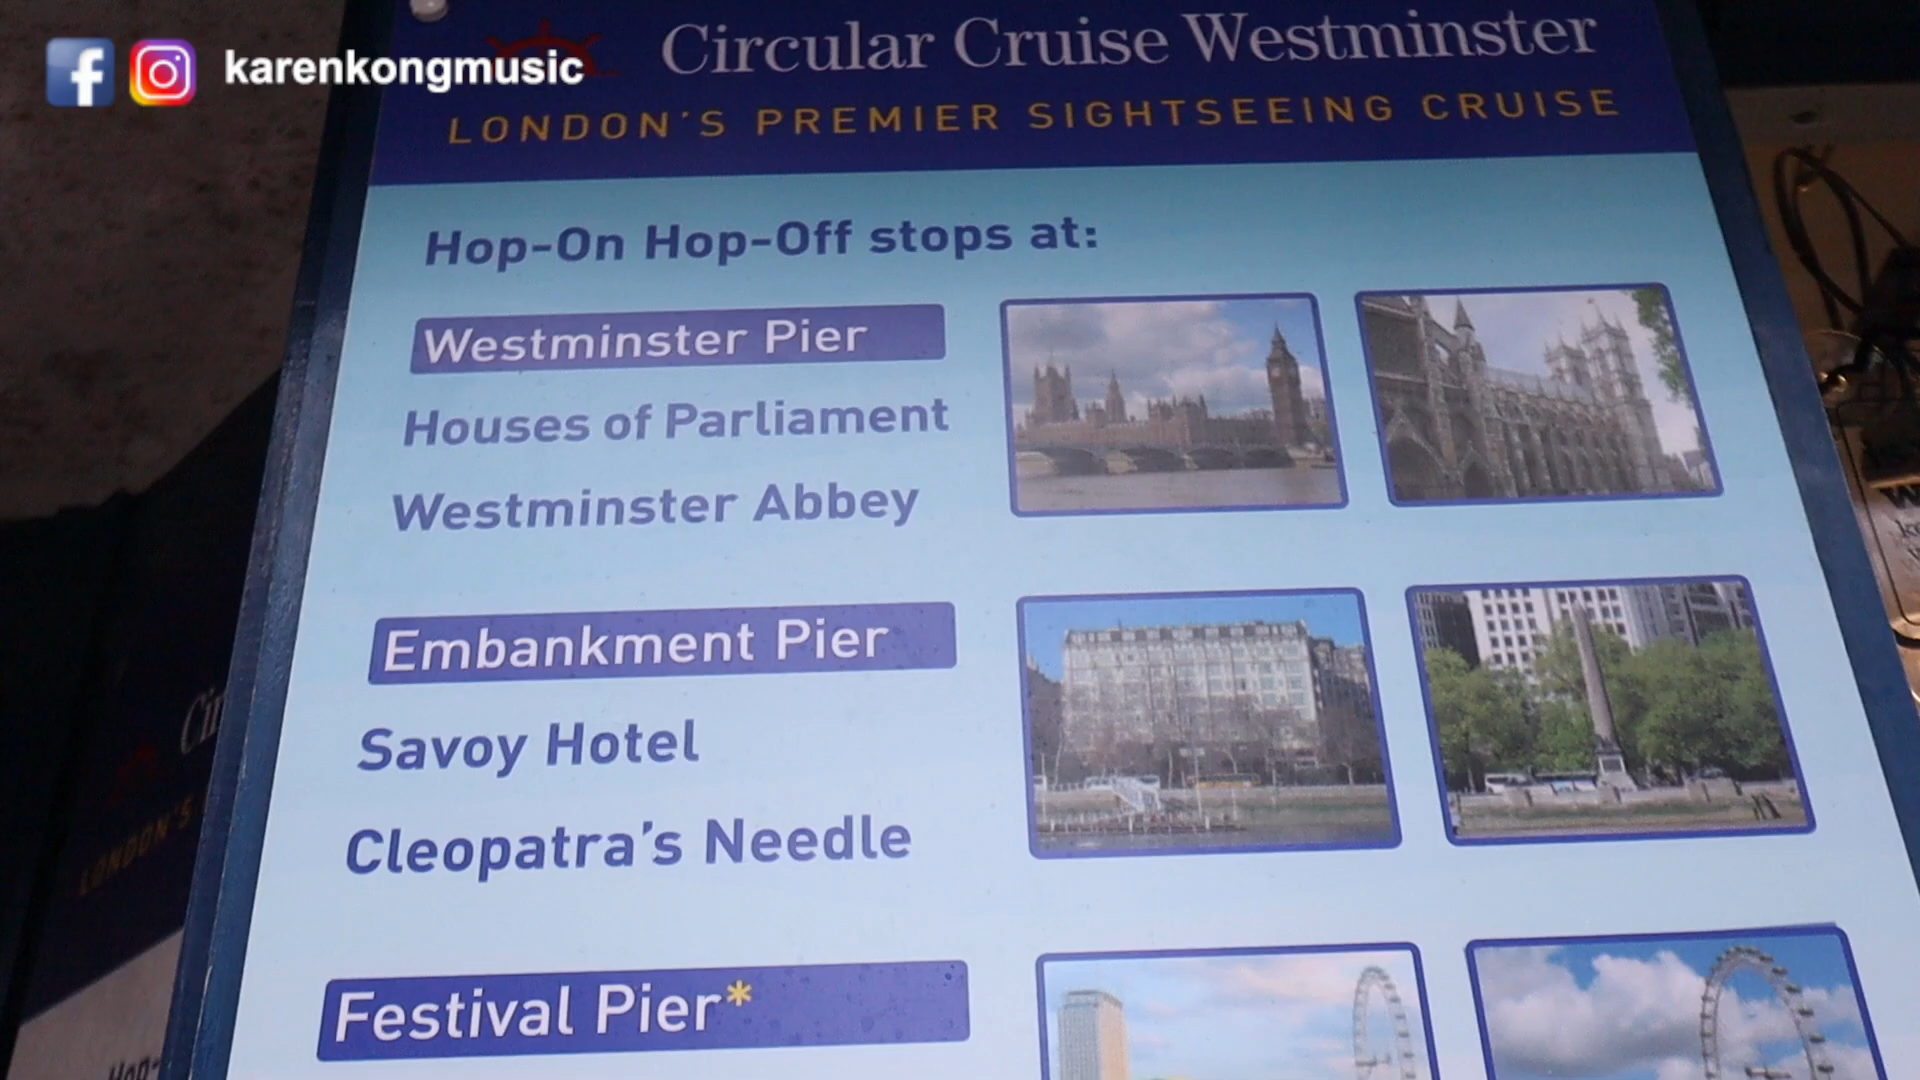 karenkongmusic
Circular Cruise Westminster
LONDON'S PREMIER SIGHTSEEING CRUISE
Hop-On Hop-Off stops at:
Westminster Pier
Houses of Parliament
Westminster Abbey
Embankment Pier
Savoy Hotel
Cleopatra's Needle
Festival Pier*
LONDON'S